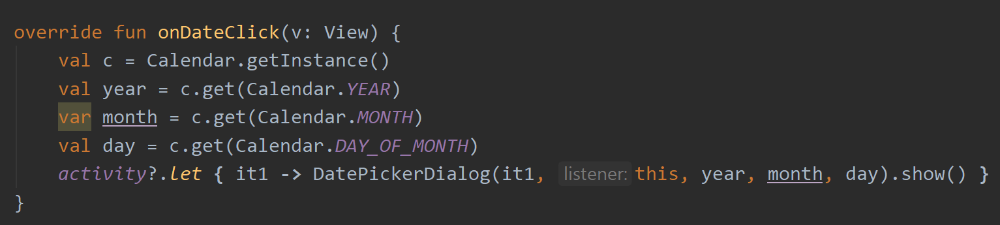 override fun onDateClick(v: View) {
val c = Calendar.getInstance()
val year = c.get(Calendar.YEAR)
var month = c.get(Calendar.MONTH)
val day = c.get(Calendar.DAY_OF_MONTH)
activity?.let { it1 -> DatePickerDialog(it1, listener: this, year, month, day).show() }
}